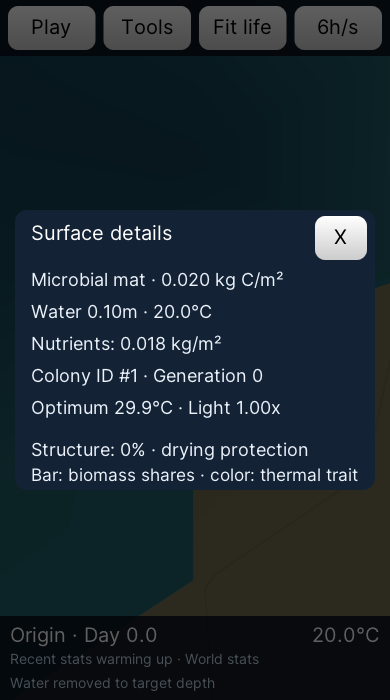 Play Tools Fit life 6h/s
Surface details X
Microbial mat · 0.020 kg C/m²
Water 0.10m · 20.0°C
Nutrients: 0.018 kg/m²
Colony ID #1 · Generation 0
Optimum 29.9°C · Light 1.00x
Structure: 0% · drying protection
Bar: biomass shares · color: thermal trait
Origin · Day 0.0 20.0°C
Recent stats warming up · World stats
Water removed to target depth